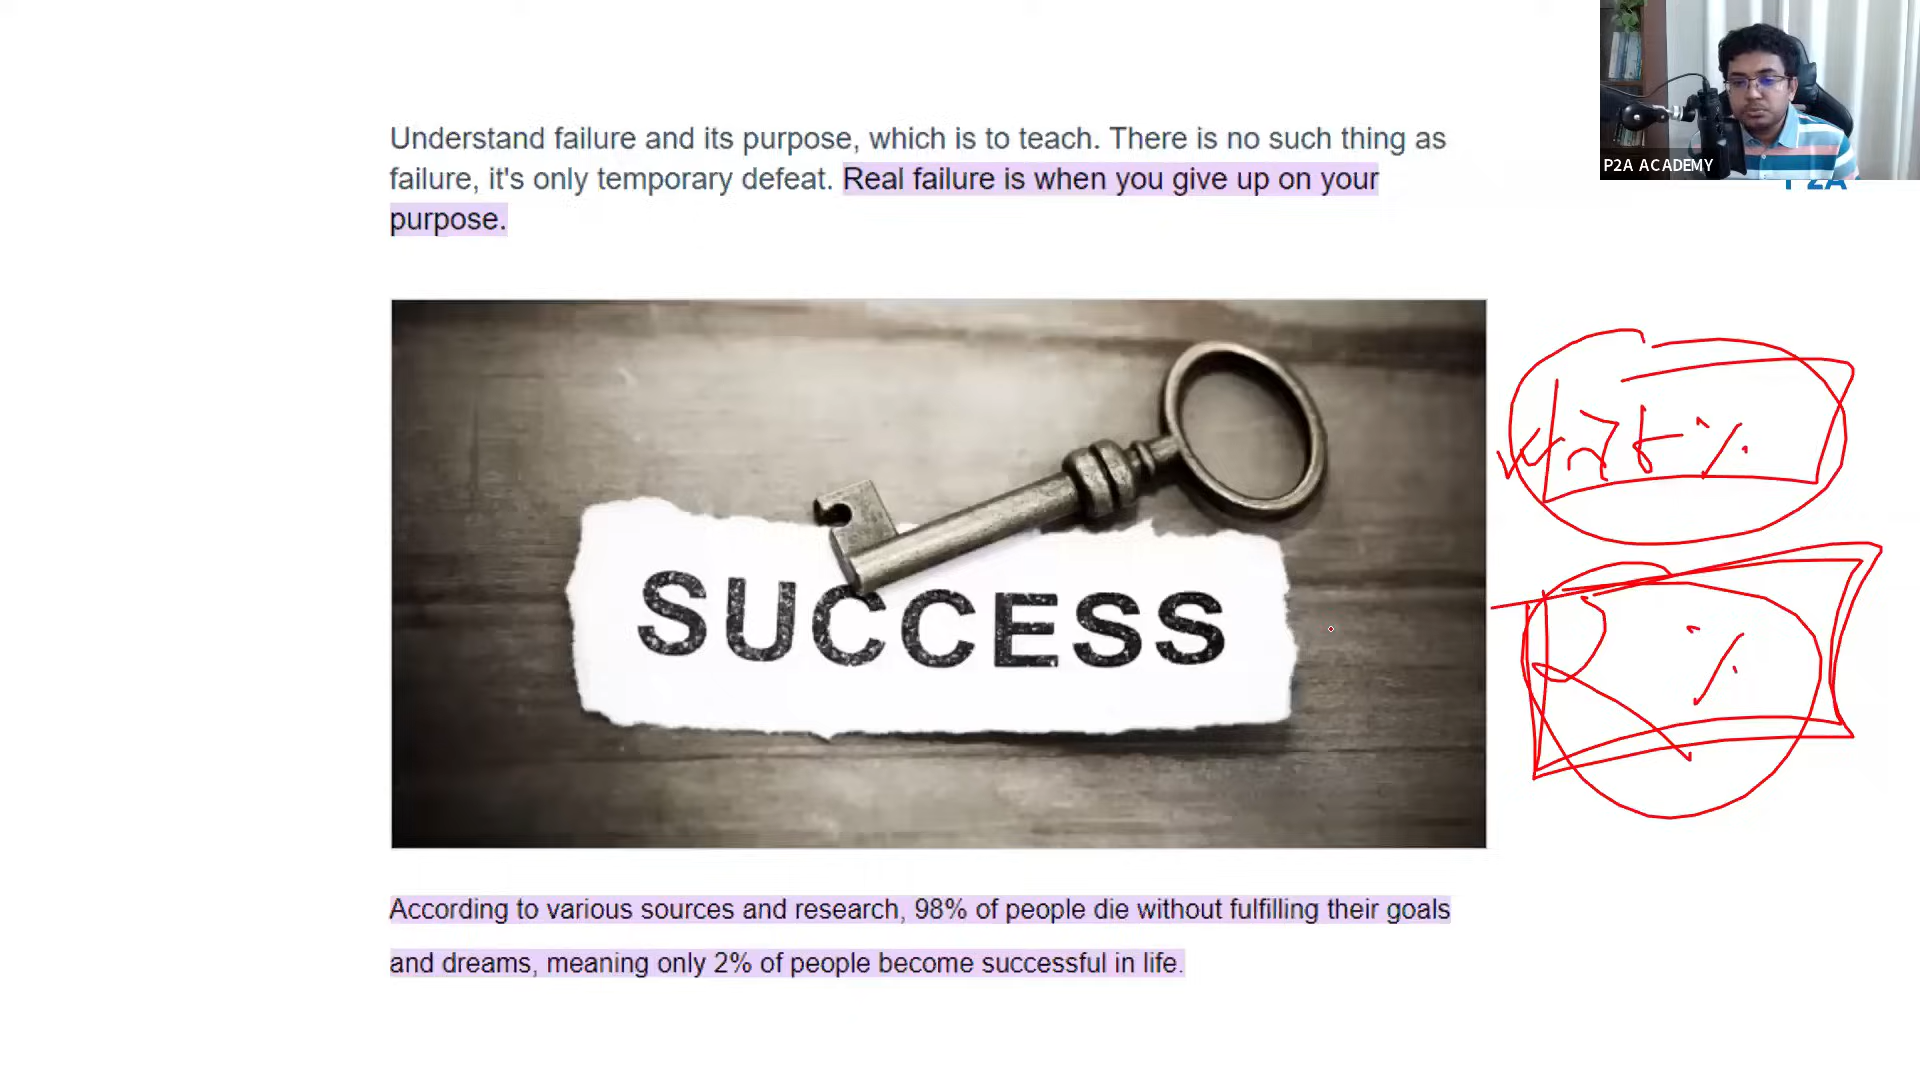 Understand failure and its purpose, which is to teach. There is no such thing as
failure, it's only temporary defeat. Real failure is when you give up on your
purpose.
P2A ACADEMY
P2A
SUCCESS
%
%
According to various sources and research, 98% of people die without fulfilling their goals
and dreams, meaning only 2% of people become successful in life.